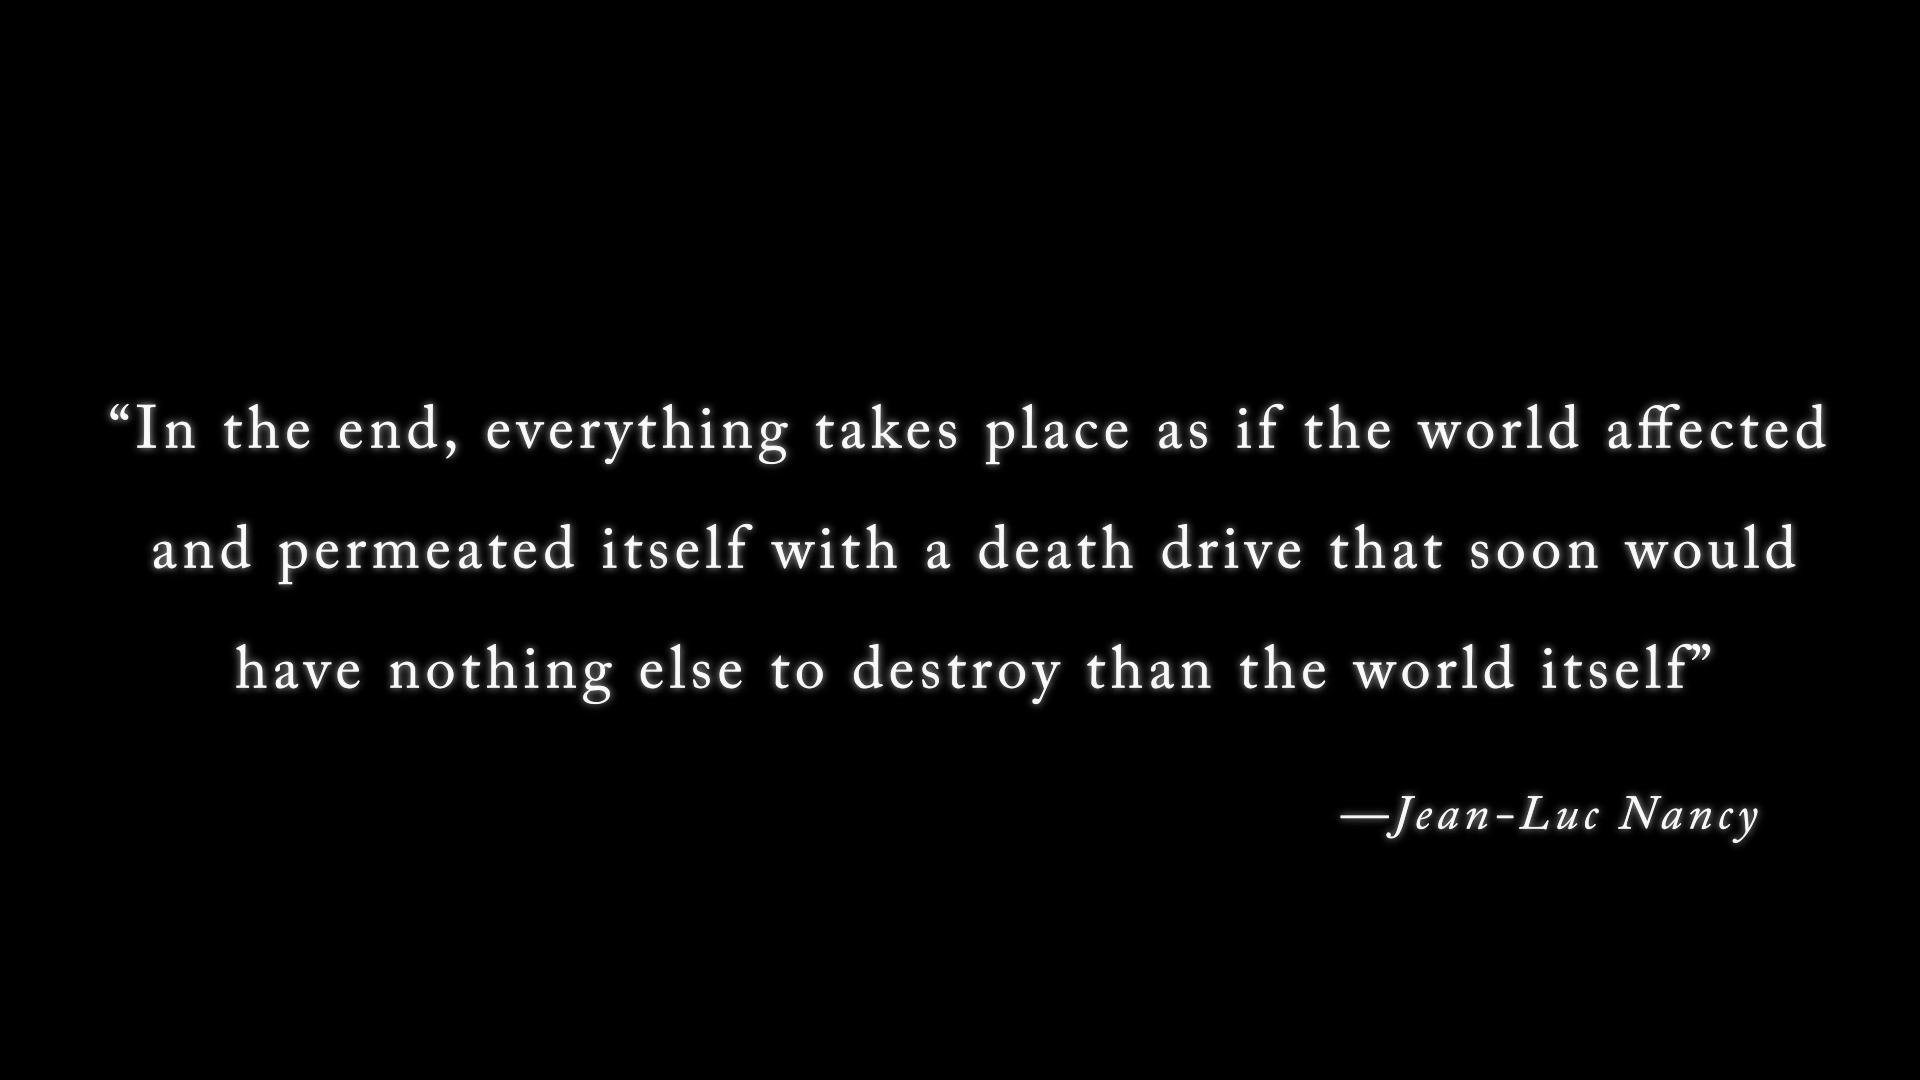 “In the end, everything takes place as if the world affected
and permeated itself with a death drive that soon would
have nothing else to destroy than the world itself”
—Jean-Luc Nancy